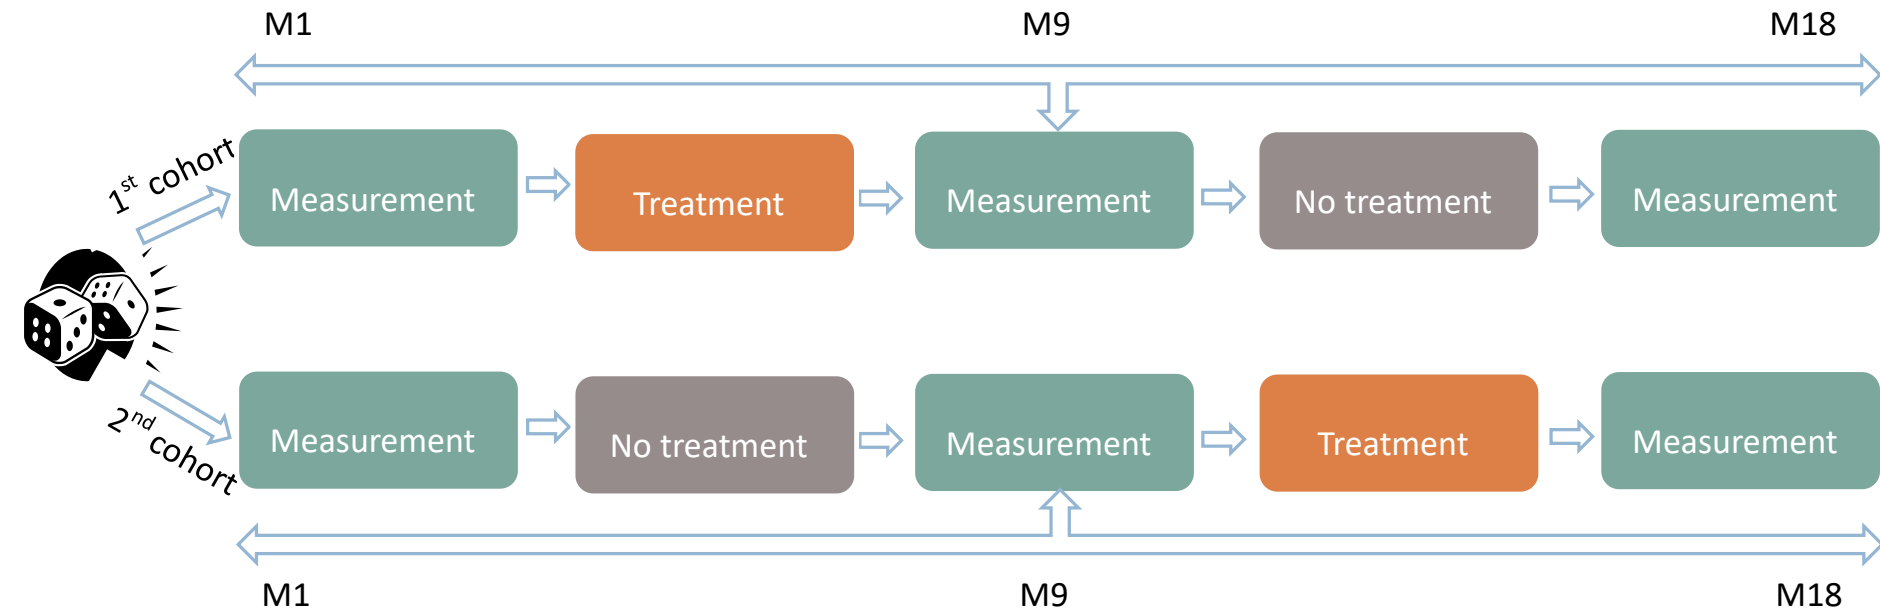 M1 M9 M18
1st cohort
Measurement Treatment Measurement No treatment Measurement
2nd cohort
Measurement No treatment Measurement Treatment Measurement
M1 M9 M18